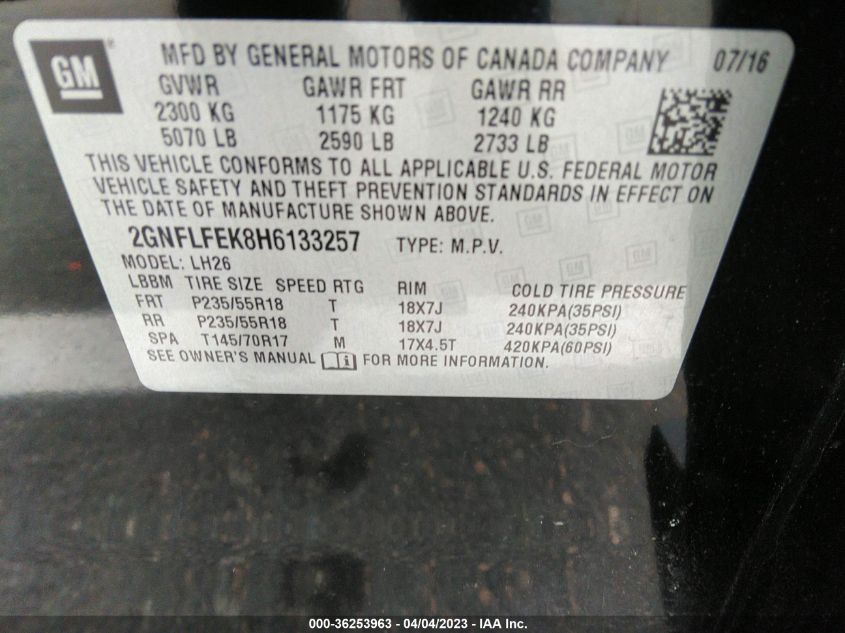 GM®
MFD BY GENERAL MOTORS OF CANADA COMPANY 07/16
GVWR GAWR FRT GAWR RR
2300 KG 1175 KG 1240 KG
5070 LB 2590 LB 2733 LB
THIS VEHICLE CONFORMS TO ALL APPLICABLE U.S. FEDERAL MOTOR
VEHICLE SAFETY AND THEFT PREVENTION STANDARDS IN EFFECT ON
THE DATE OF MANUFACTURE SHOWN ABOVE.
2GNFLFEK8H6133257 TYPE: M.P.V.
MODEL: LH26
LBBM TIRE SIZE SPEED RTG RIM COLD TIRE PRESSURE
FRT P235/55R18 T 18X7J 240KPA(35PSI)
RR P235/55R18 T 18X7J 240KPA(35PSI)
SPA T145/70R17 M 17X4.5T 420KPA(60PSI)
SEE OWNER'S MANUAL FOR MORE INFORMATION.
000-36253963 - 04/04/2023 - IAA Inc.